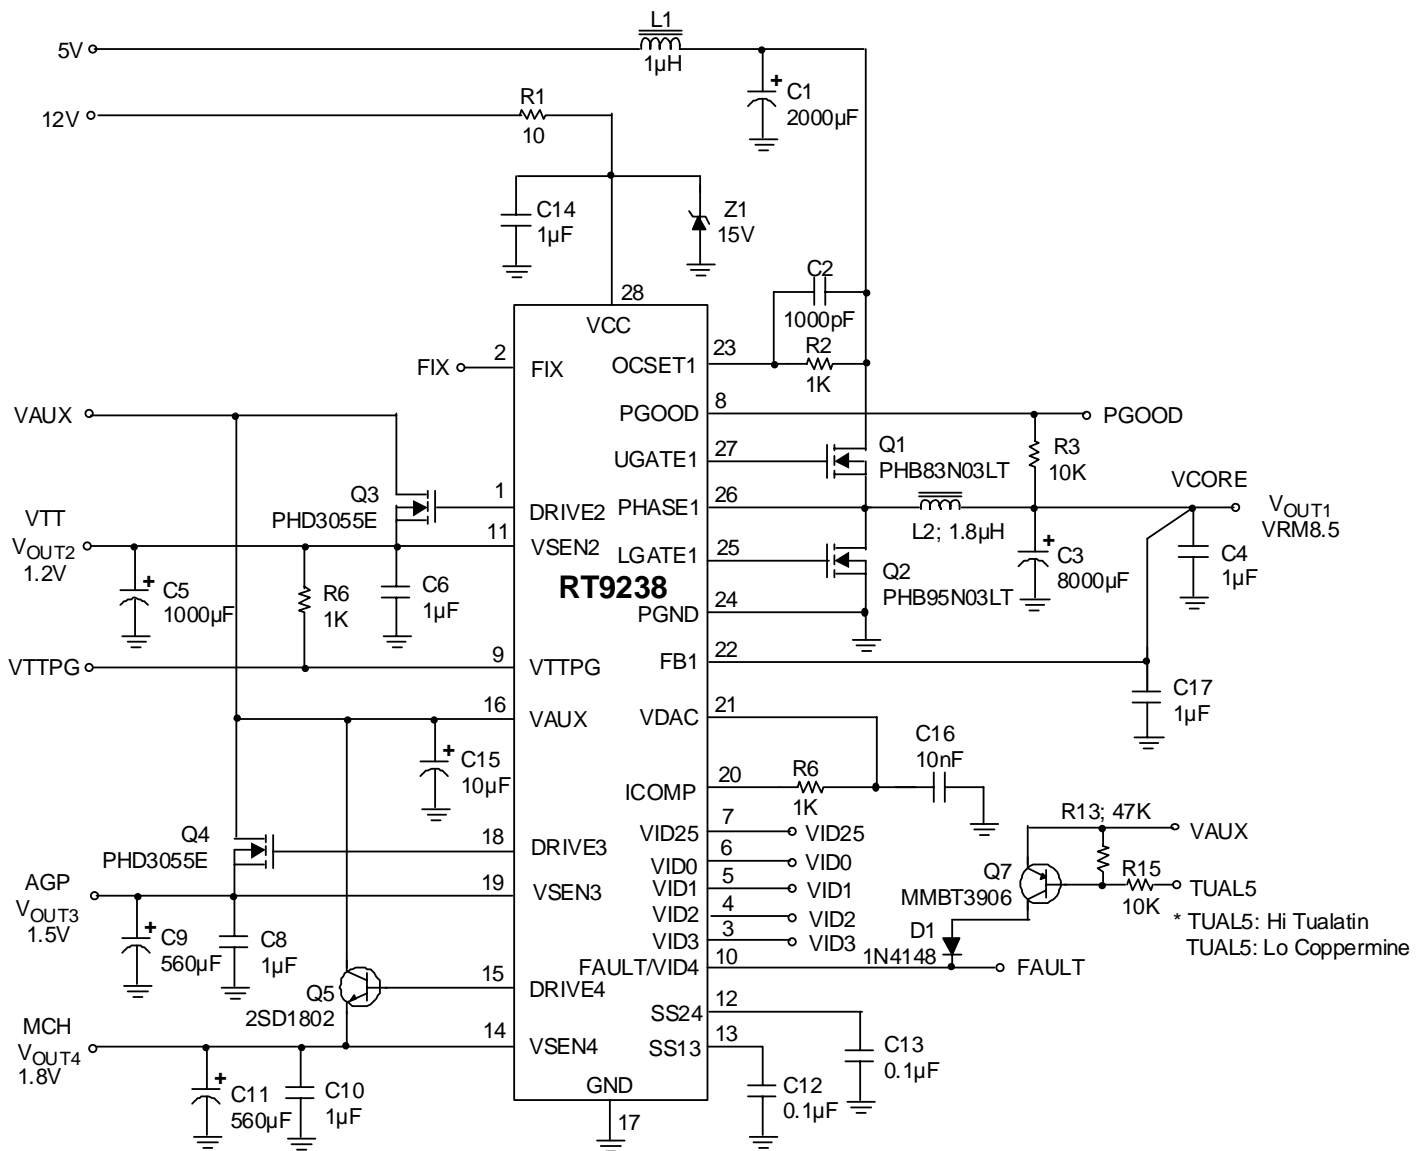 L1
5V
1µH
C1
2000µF
12V
R1
10
C14
1µF
Z1
15V
C2
1000pF
28
VCC
23
OCSET1
R2
1K
2
FIX
FIX
VAUX
8
PGOOD
PGOOD
27
UGATE1
Q1
PHB83N03LT
R3
10K
Q3
PHD3055E
1
DRIVE2
26
PHASE1
L2; 1.8µH
VCORE
VOUT1
VRM8.5
VTT
VOUT2
1.2V
11
VSEN2
25
LGATE1
RT9238
Q2
PHB95N03LT
C3
8000µF
C4
1µF
C5
1000µF
R6
1K
C6
1µF
24
PGND
VTTPG
9
VTTPG
22
FB1
C17
1µF
16
VAUX
21
VDAC
C15
10µF
C16
10nF
20
ICOMP
R6
1K
Q4
PHD3055E
18
DRIVE3
7
VID25
VID25
6
VID0
VID0
5
VID1
VID1
4
VID2
VID2
3
VID3
VID3
R13; 47K
VAUX
Q7
MMBT3906
R15
10K
TUAL5
* TUAL5: Hi Tualatin
TUAL5: Lo Coppermine
AGP
VOUT3
1.5V
19
VSEN3
C9
560µF
C8
1µF
D1
1N4148
10
FAULT/VID4
FAULT
Q5
2SD1802
15
DRIVE4
12
SS24
13
SS13
C13
0.1µF
MCH
VOUT4
1.8V
14
VSEN4
C11
560µF
C10
1µF
GND
17
C12
0.1µF